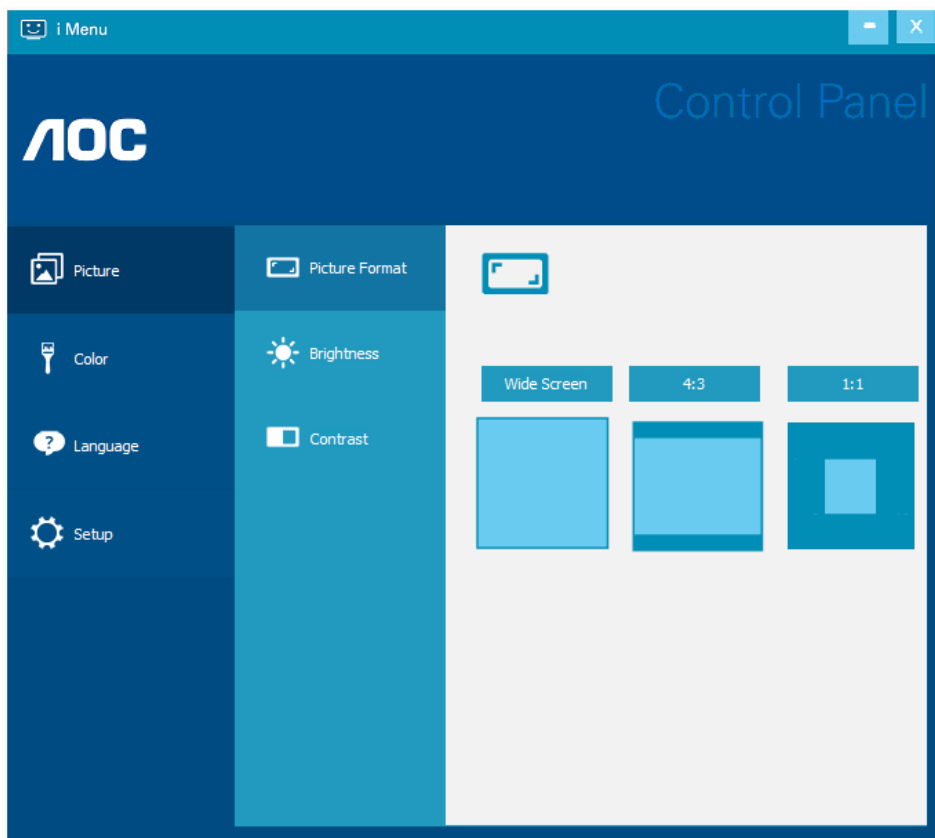 i Menu
X
Control Panel
AOC
Picture
Color
Language
Setup
Picture Format
Brightness
Contrast
Wide Screen
4:3
1:1